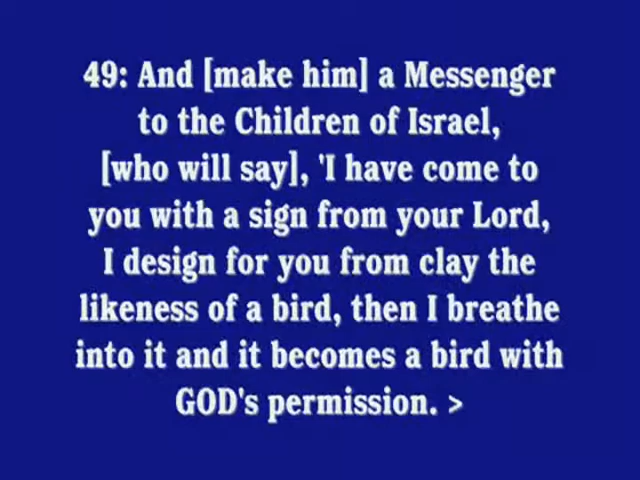 49: And [make him] a Messenger
to the Children of Israel,
[who will say], 'I have come to
you with a sign from your Lord,
I design for you from clay the
likeness of a bird, then I breathe
into it and it becomes a bird with
GOD's permission. >